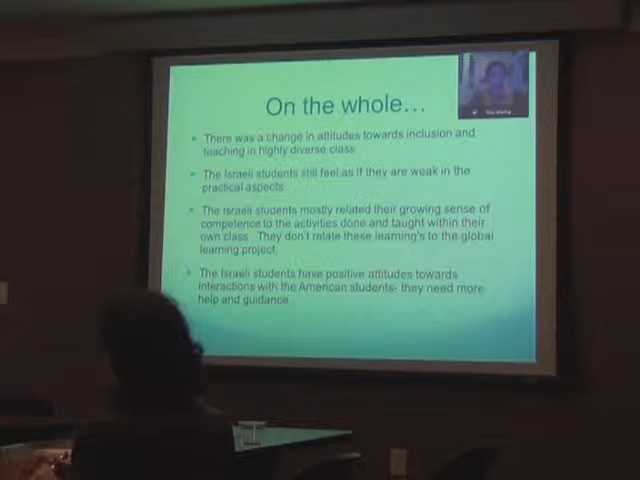 On the whole...
There was a change in attitudes towards inclusion and
teaching in highly diverse class
The Israeli students still feel as if they are weak in the
practical aspects
The Israeli students mostly related their growing sense of
competence to the activities done and taught within their
own class. They don't relate these learning's to the global
learning project.
The Israeli students have positive attitudes towards
interactions with the American students- they need more
help and guidance